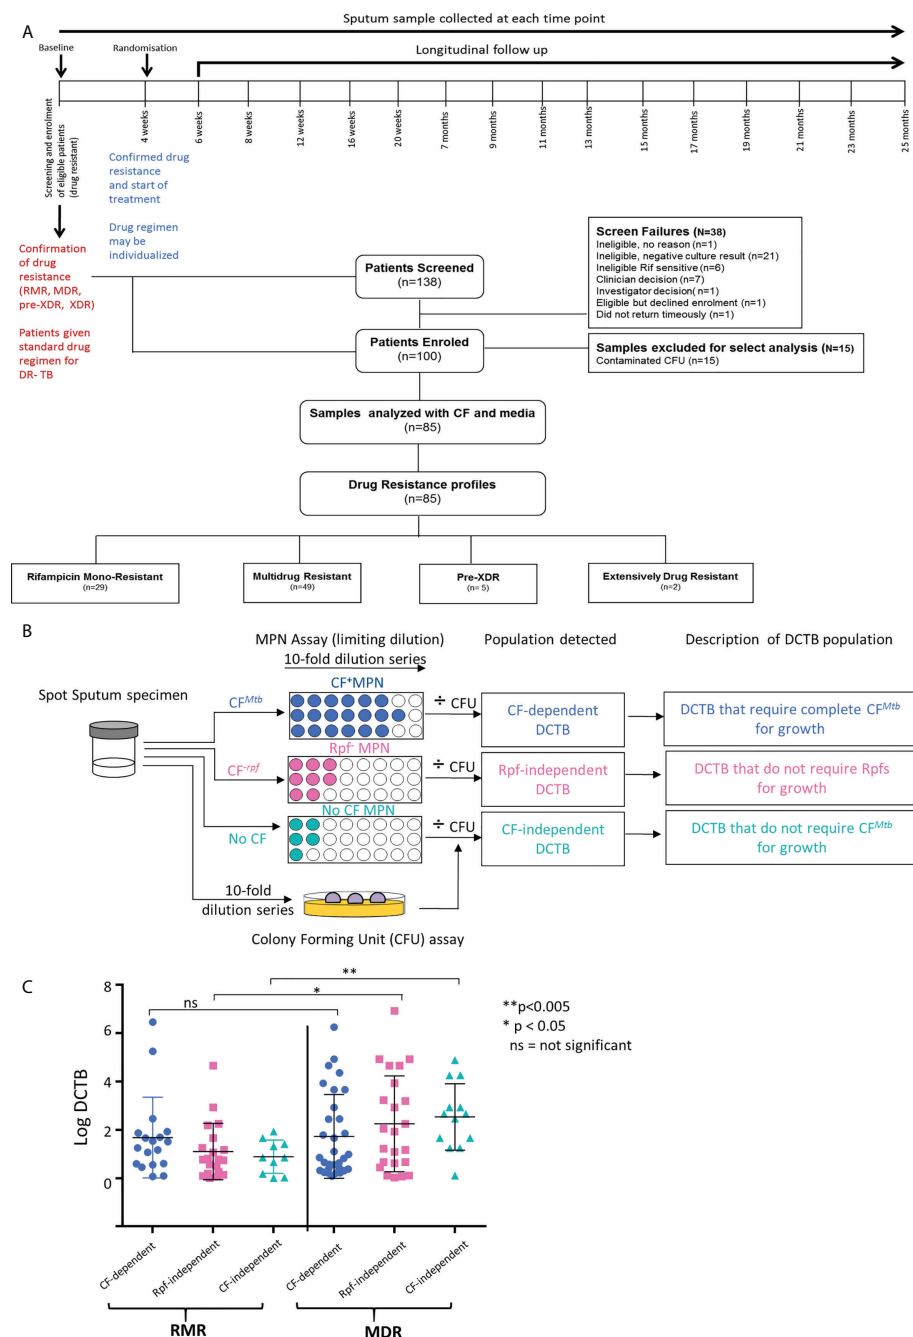 A
Sputum sample collected at each time point
Baseline
Randomisation
Longitudinal follow up
4 weeks
6 weeks
8 weeks
12 weeks
16 weeks
20 weeks
7 months
9 months
11 months
13 months
15 months
17 months
19 months
21 months
23 months
25 months
Screening and enrolment
of eligible patients
(drug resistant)
Confirmed drug
resistance
and start of
treatment
Drug regimen
may be
individualized
Confirmation
of drug
resistance
(RMR, MDR,
pre-XDR, XDR)
Patients given
standard drug
regimen for
DR- TB
Patients Screened
(n=138)
Screen Failures (N=38)
Ineligible, no reason (n=1)
Ineligible, negative culture result (n=21)
Ineligible Rif sensitive (n=6)
Clinician decision (n=7)
Investigator decision( n=1)
Eligible but declined enrolment (n=1)
Did not return timeously (n=1)
Patients Enroled
(n=100)
Samples excluded for select analysis (N=15)
Contaminated CFU (n=15)
Samples analyzed with CF and media
(n=85)
Drug Resistance profiles
(n=85)
Rifampicin Mono-Resistant
(n=29)
Multidrug Resistant
(n=49)
Pre-XDR
(n= 5)
Extensively Drug Resistant
(n=2)
B
MPN Assay (limiting dilution)
10-fold dilution series
Population detected
Description of DCTB population
Spot Sputum specimen
CF⁺MPN
CFᴹᵗᵇ
÷ CFU
CF-dependent
DCTB
DCTB that require complete CFᴹᵗᵇ
for growth
Rpf⁻ MPN
CF⁻ʳᵖᶠ
÷ CFU
Rpf-independent
DCTB
DCTB that do not require Rpfs
for growth
No CF MPN
No CF
÷ CFU
CF-independent
DCTB
DCTB that do not require CFᴹᵗᵇ
for growth
10-fold
dilution series
Colony Forming Unit (CFU) assay
C
Log DCTB
8
6
4
2
0
ns
*
**
**p<0.005
* p < 0.05
ns = not significant
CF-dependent
Rpf-independent
CF-independent
CF-dependent
Rpf-independent
CF-independent
RMR
MDR